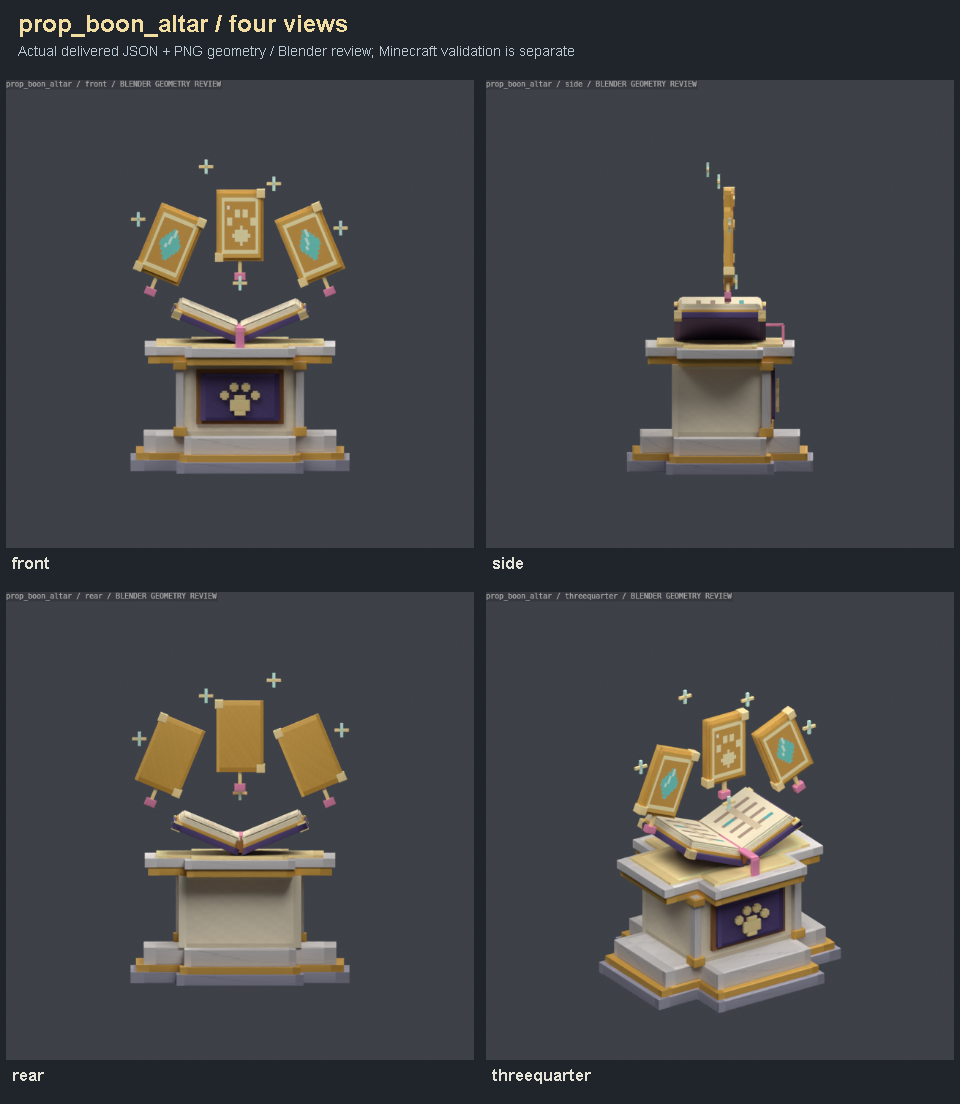 prop_boon_altar / four views
Actual delivered JSON + PNG geometry / Blender review; Minecraft validation is separate
prop_boon_altar / front / BLENDER GEOMETRY REVIEW
prop_boon_altar / side / BLENDER GEOMETRY REVIEW
front
side
prop_boon_altar / rear / BLENDER GEOMETRY REVIEW
prop_boon_altar / threequarter / BLENDER GEOMETRY REVIEW
rear
threequarter